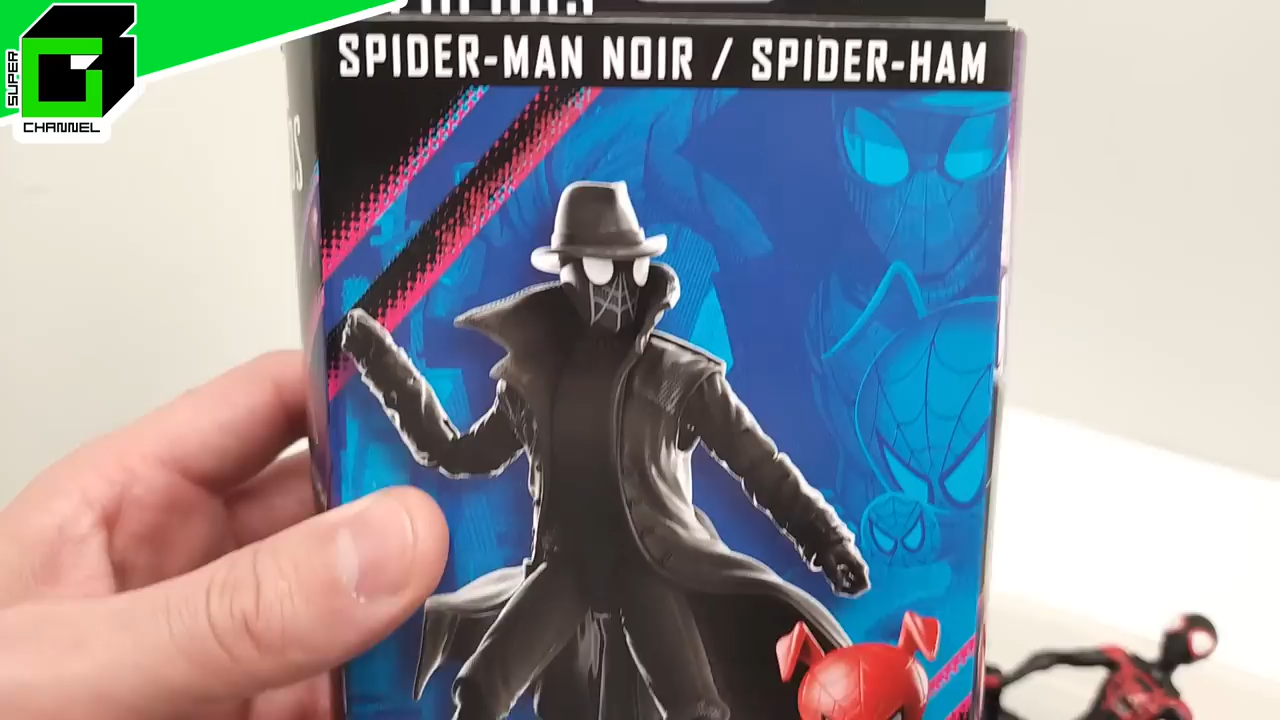 SPIDER-MAN NOIR / SPIDER-HAM
SUPER
G
CHANNEL